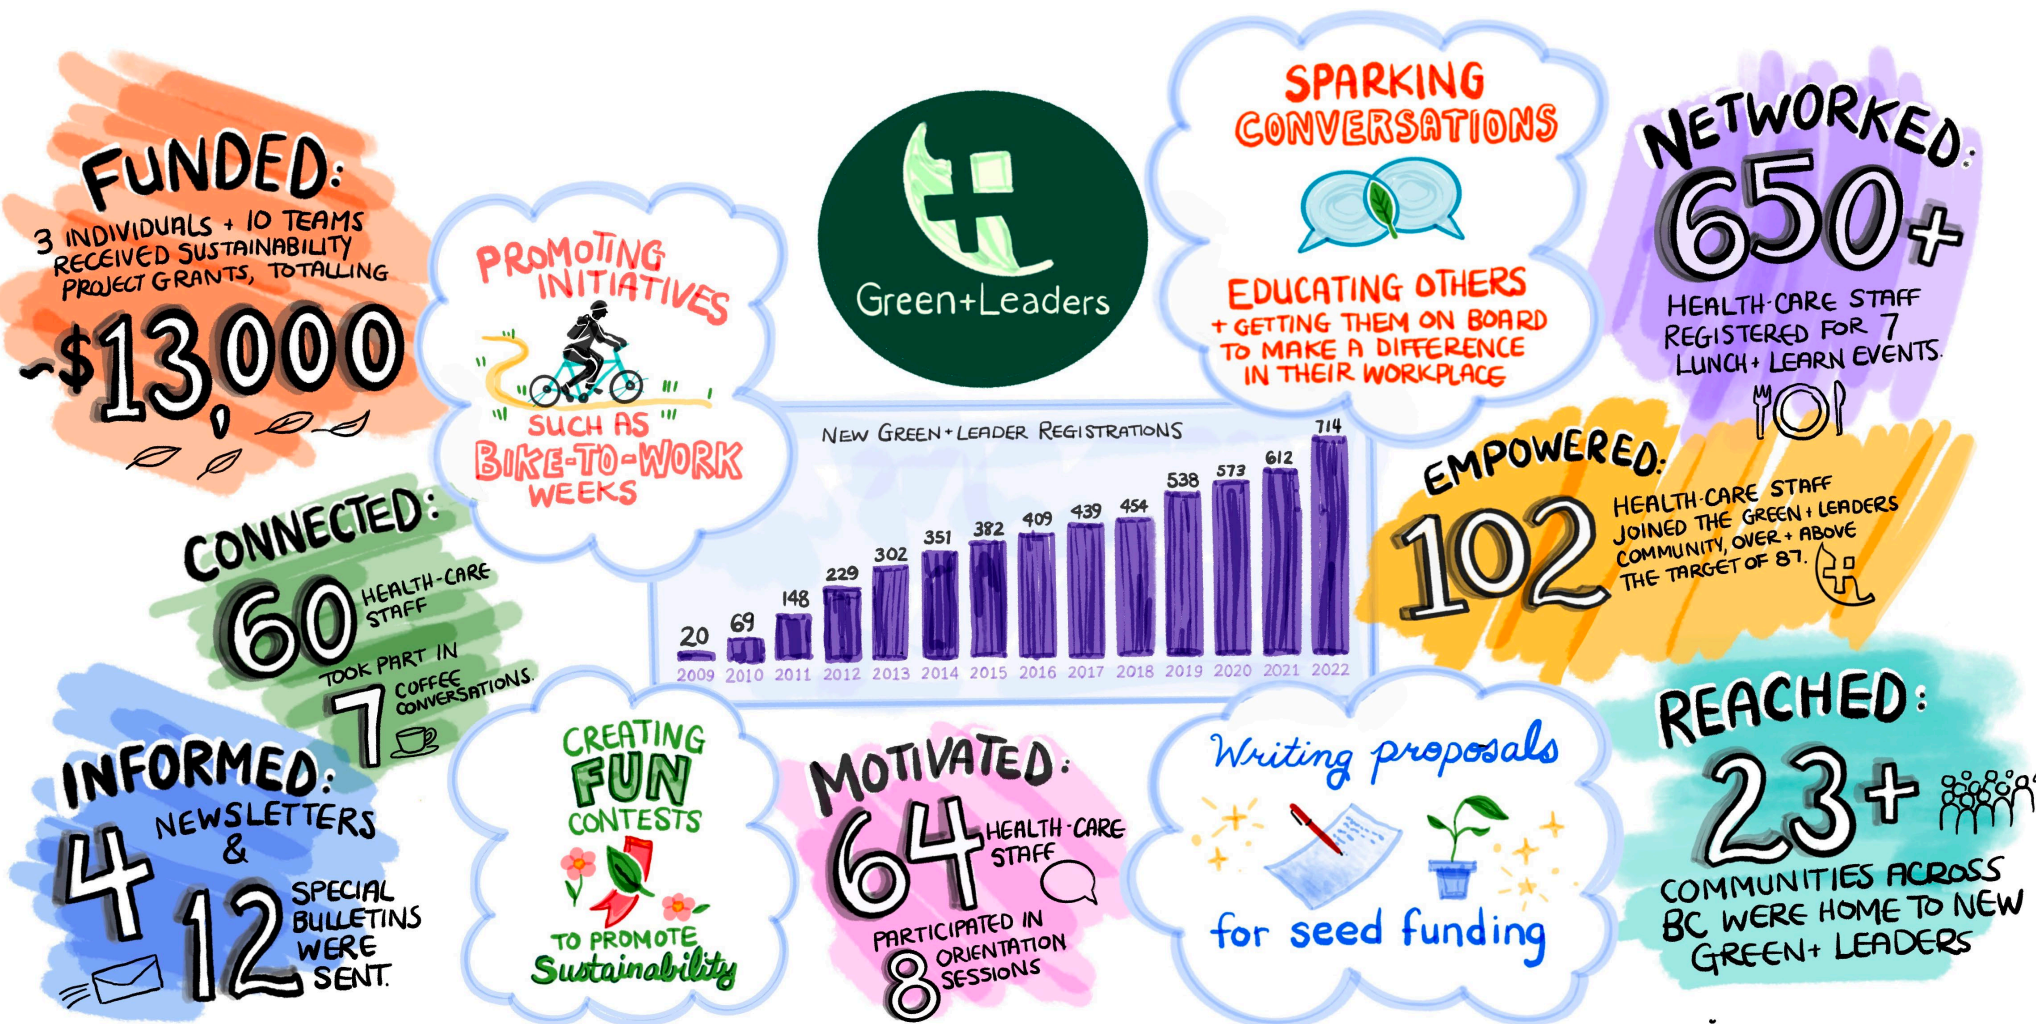 FUNDED:
3 INDIVIDUALS + 10 TEAMS
RECEIVED SUSTAINABILITY
PROJECT GRANTS, TOTALLING
~$13,000
CONNECTED:
60 HEALTH-CARE
STAFF
TOOK PART IN
7 COFFEE
CONVERSATIONS.
INFORMED:
4 NEWSLETTERS
&
12 SPECIAL
BULLETINS
WERE
SENT.
PROMOTING
INITIATIVES
SUCH AS
BIKE-TO-WORK
WEEKS
Green+Leaders
SPARKING
CONVERSATIONS
EDUCATING OTHERS
+ GETTING THEM ON BOARD
TO MAKE A DIFFERENCE
IN THEIR WORKPLACE
NEW GREEN+LEADER REGISTRATIONS
20
69
148
229
302
351
382
409
439
454
538
573
612
714
2009 2010 2011 2012 2013 2014 2015 2016 2017 2018 2019 2020 2021 2022
CREATING
FUN
CONTESTS
TO PROMOTE
Sustainability
MOTIVATED:
64 HEALTH-CARE
STAFF
PARTICIPATED IN
8 ORIENTATION
SESSIONS
Writing proposals
for seed funding
NETWORKED:
650+
HEALTH-CARE STAFF
REGISTERED FOR 7
LUNCH + LEARN EVENTS.
EMPOWERED:
102 HEALTH-CARE STAFF
JOINED THE GREEN+LEADERS
COMMUNITY, OVER + ABOVE
THE TARGET OF 87.
REACHED:
23+
COMMUNITIES ACROSS
BC WERE HOME TO NEW
GREEN+ LEADERS